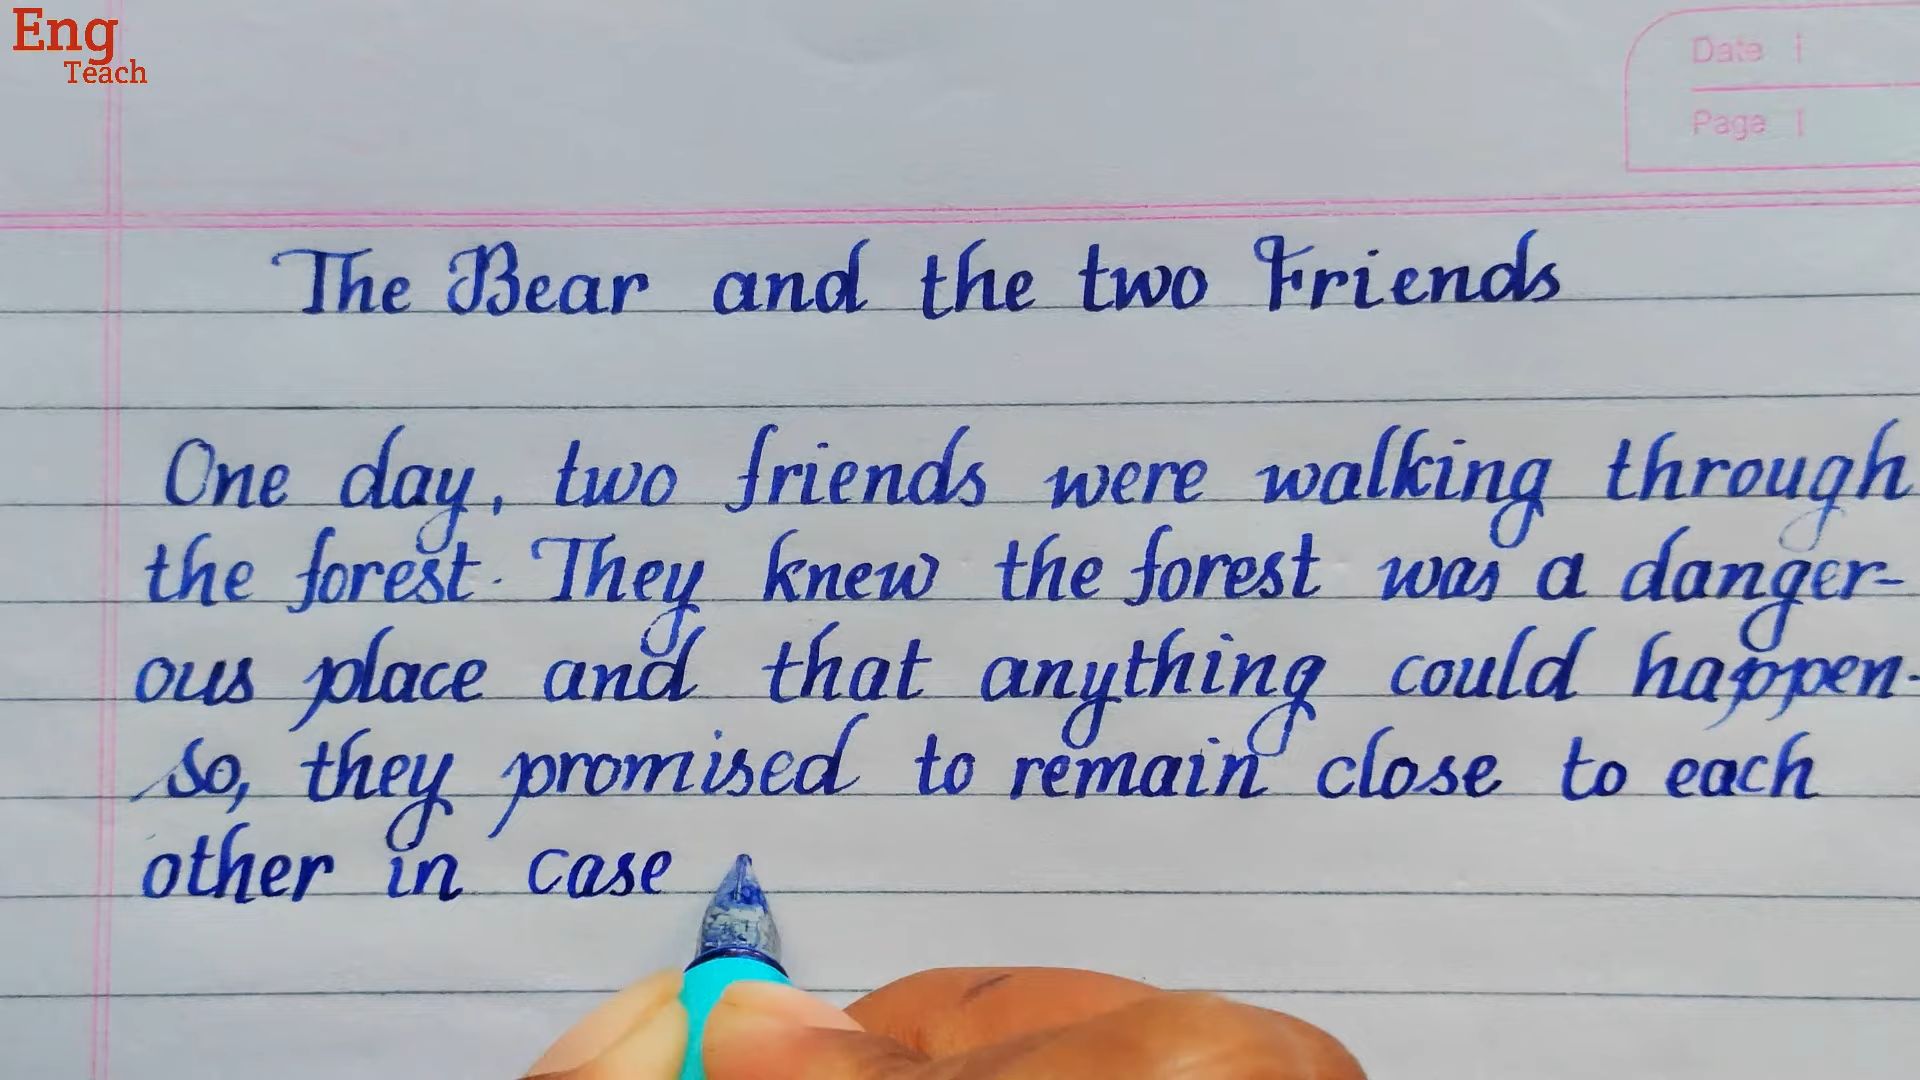 Eng
Teach
Date
Page
The Bear and the two Friends
One day, two friends were walking through
the forest. They knew the forest was a danger-
ous place and that anything could happen.
so, they promised to remain close to each
other in case